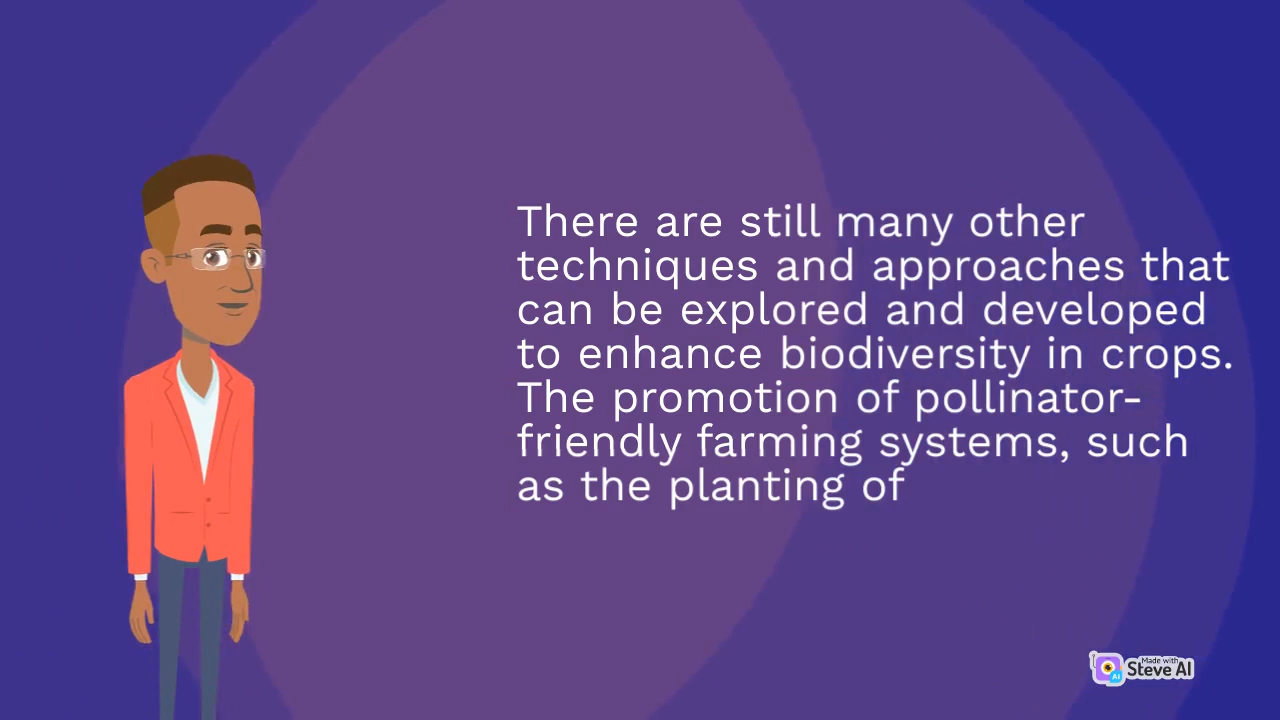 There are still many other
techniques and approaches that
can be explored and developed
to enhance biodiversity in crops.
The promotion of pollinator-
friendly farming systems, such
as the planting of
Made with
Steve AI
AI